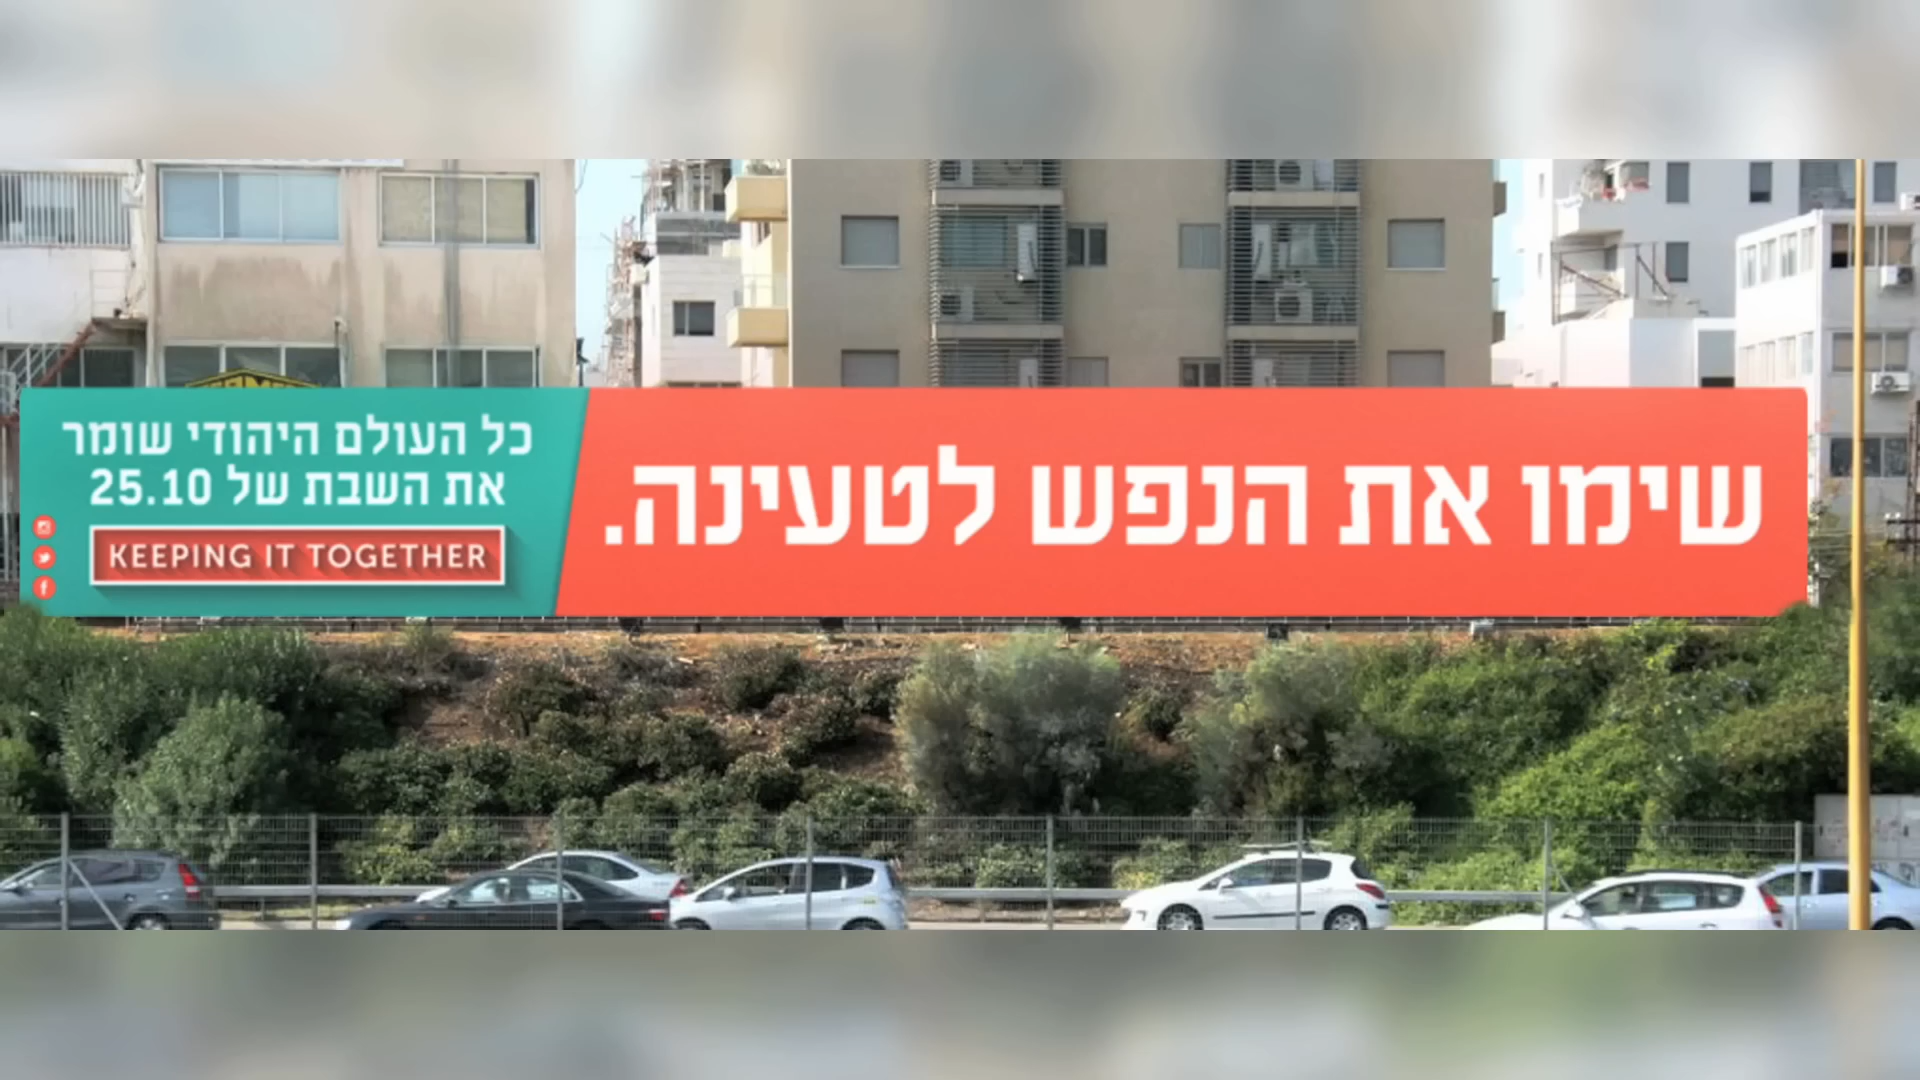 שימו את הנפש לטעינה.
כל העולם היהודי שומר
את השבת של 25.10
KEEPING IT TOGETHER